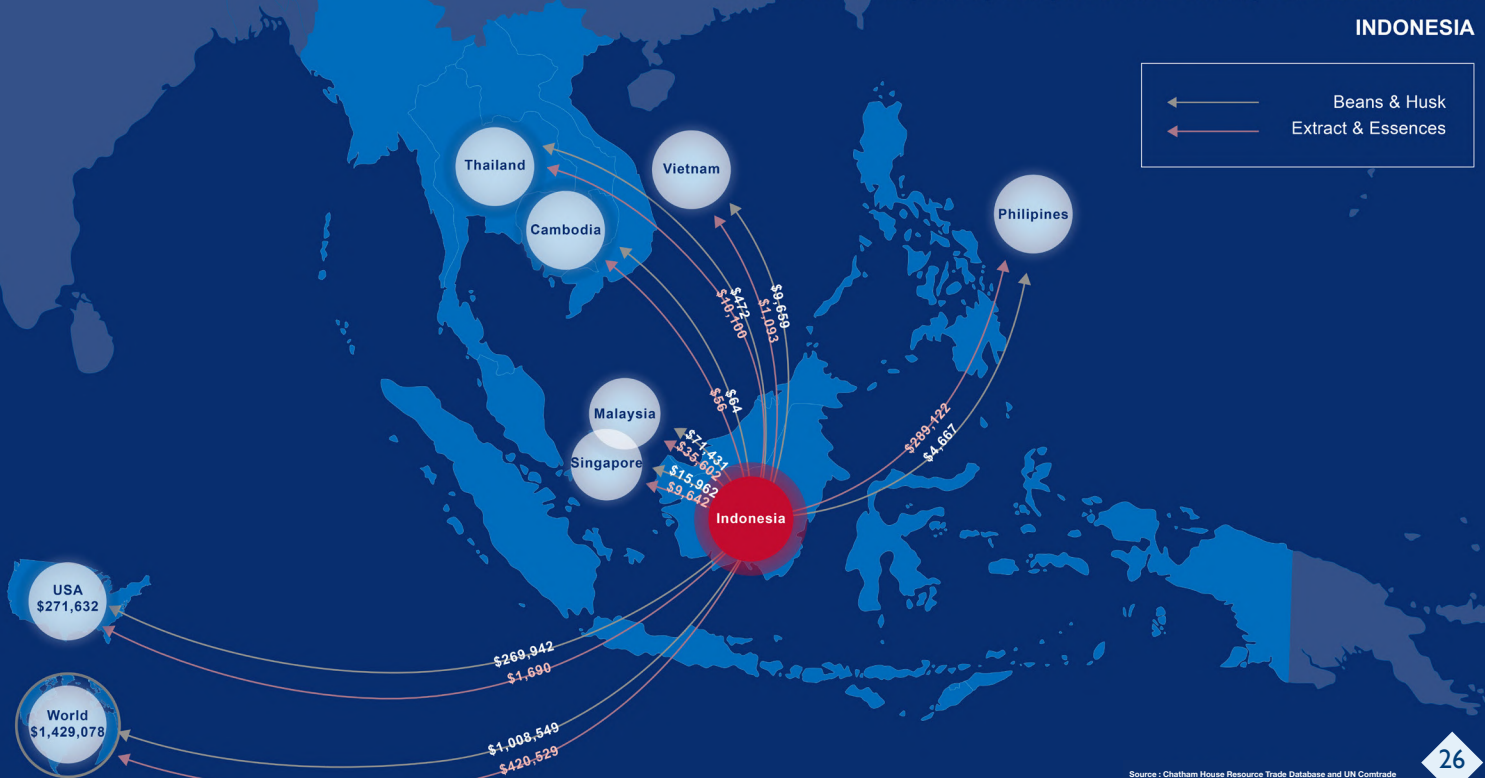 INDONESIA
Beans & Husk
Extract & Essences
Thailand
Vietnam
Cambodia
Philipines
$472
$10,100
$9,659
$1,093
$64
$56
Malaysia
Singapore
$71,431
$35,602
$15,962
$9,642
$289,122
$4,667
Indonesia
USA
$271,632
$269,942
$1,690
World
$1,429,078
$1,008,549
$420,529
Source : Chatham House Resource Trade Database and UN Comtrade
26